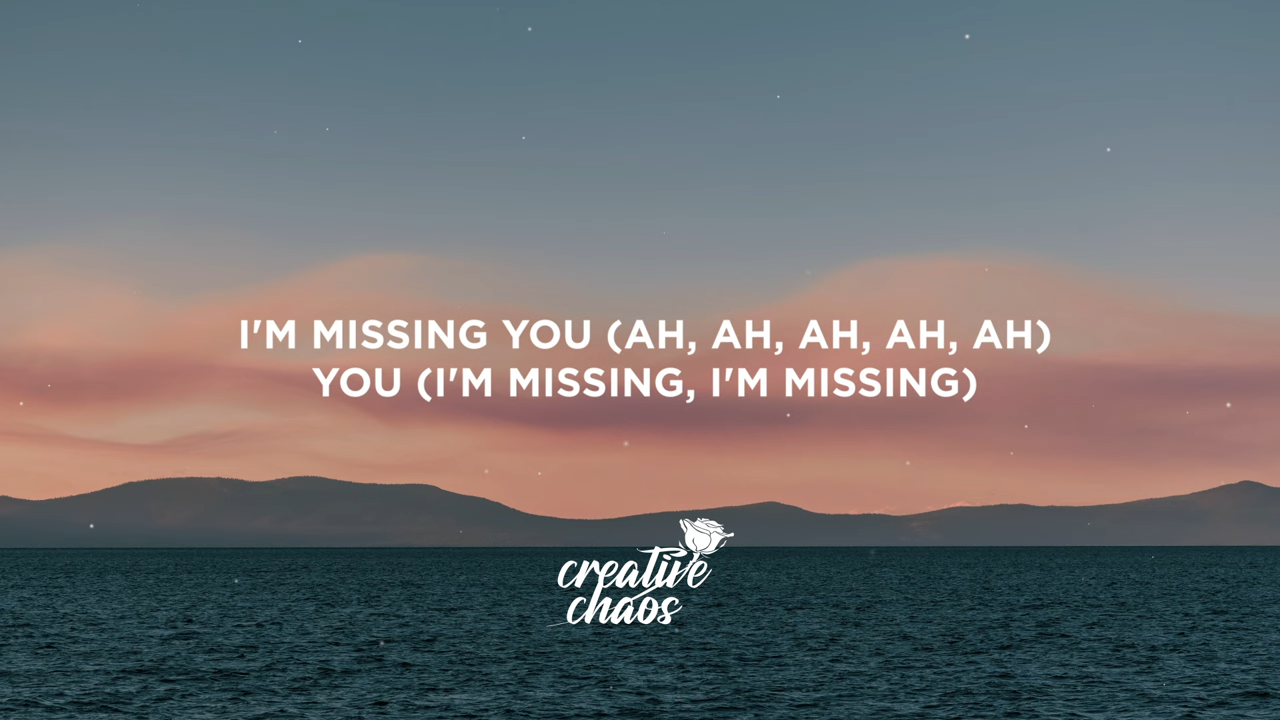 I'M MISSING YOU (AH, AH, AH, AH, AH)
YOU (I'M MISSING, I'M MISSING)
creative
chaos